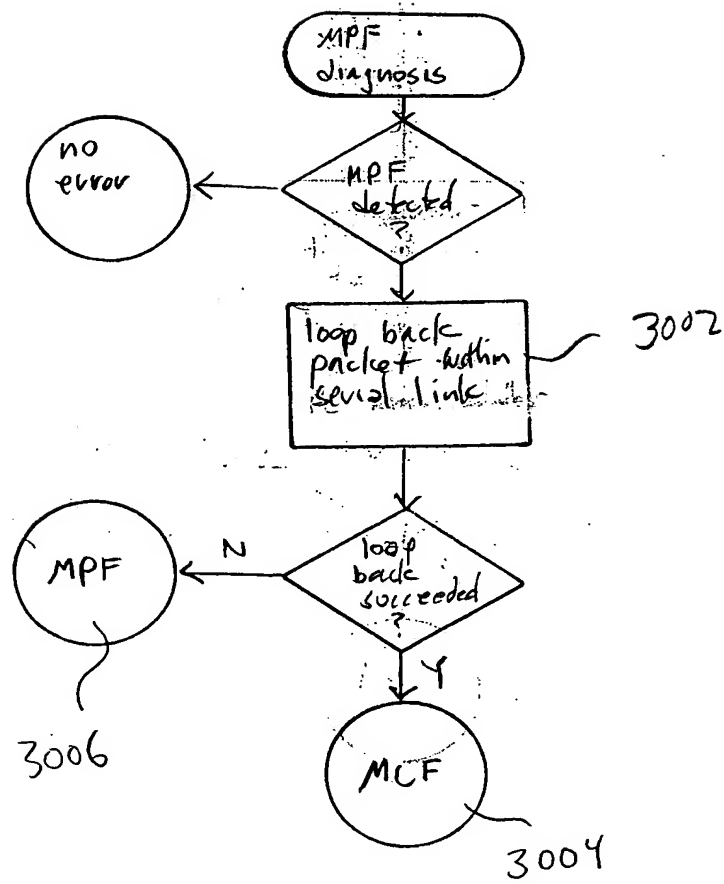 MPF
diagnosis
no
error
MPF
detected
?
loop back
packet within
serial link
3002
N
MPF
loop
back
succeeded
?
Y
3006
MCF
3004